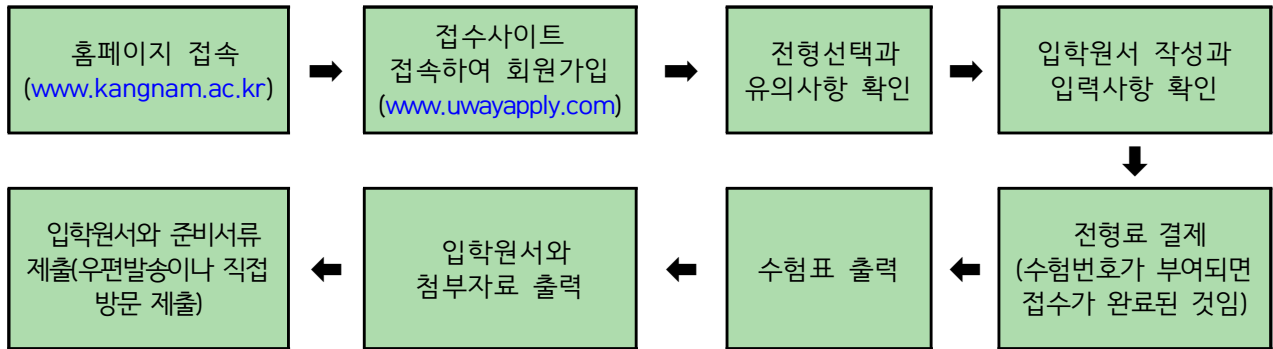 홈페이지 접속
(www.kangnam.ac.kr)
접수사이트
접속하여 회원가입
(www.uwayapply.com)
전형선택과
유의사항 확인
입학원서 작성과
입력사항 확인
전형료 결제
(수험번호가 부여되면
접수가 완료된 것임)
수험표 출력
입학원서와
첨부자료 출력
입학원서와 준비서류
제출(우편발송이나 직접
방문 제출)